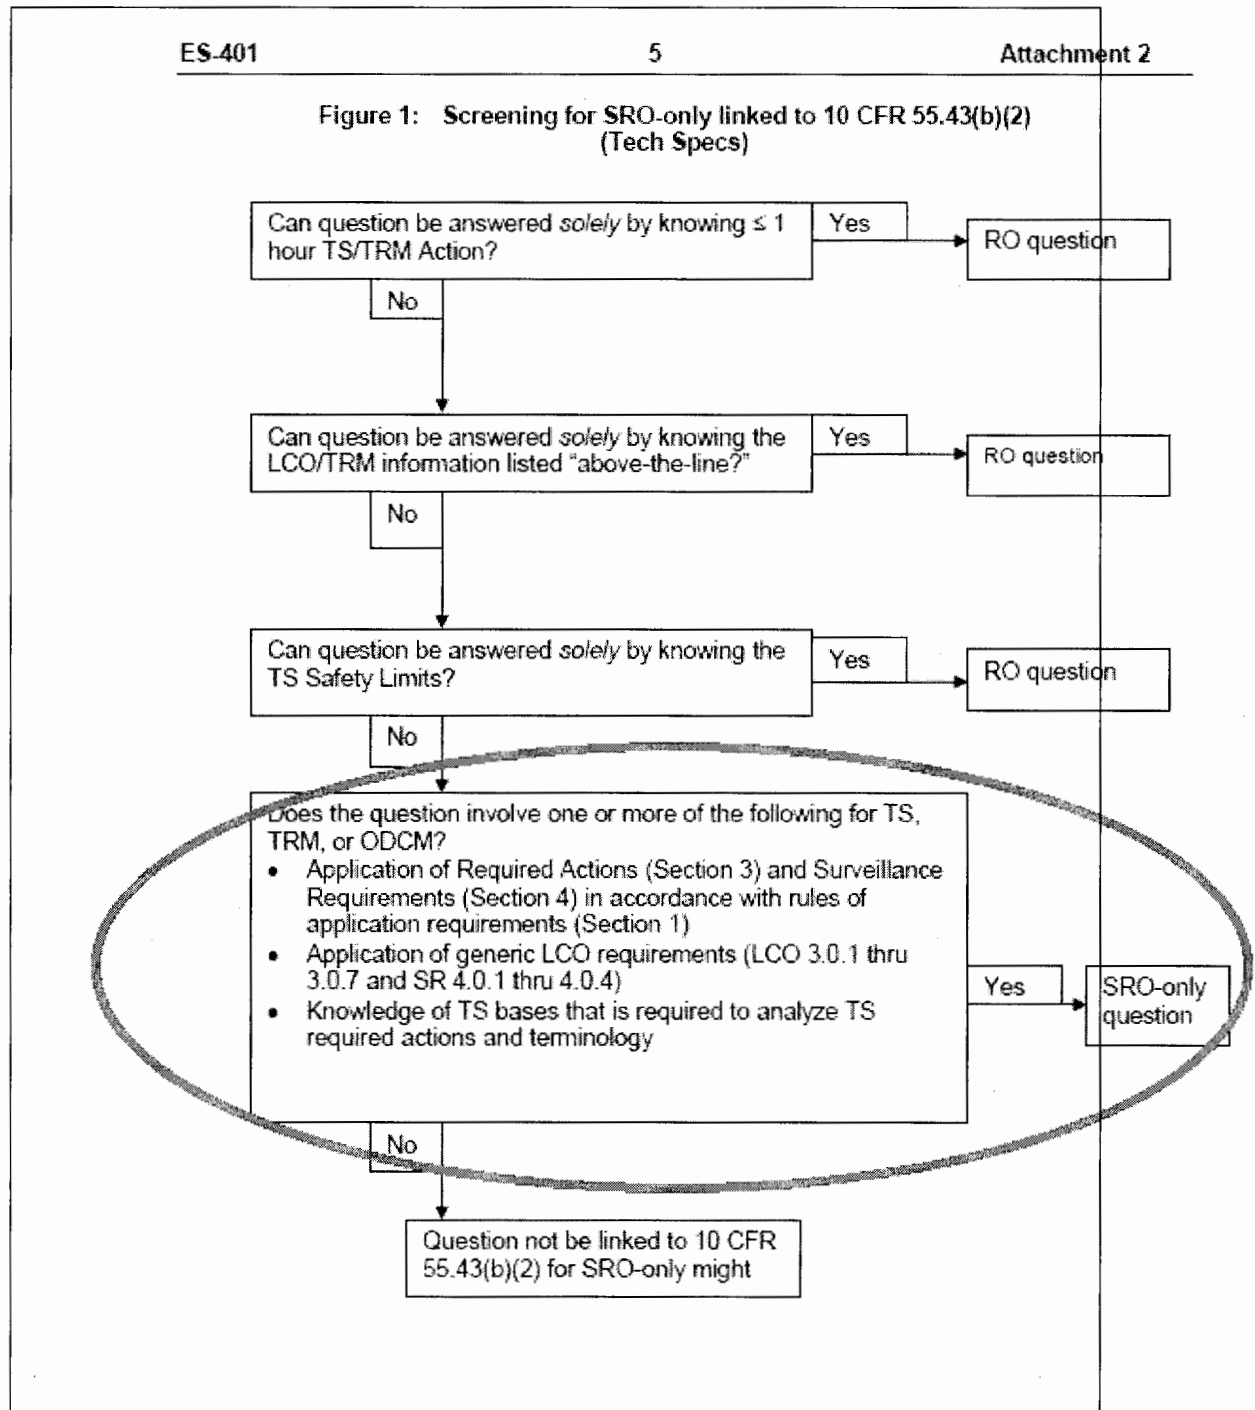 ES-401 5 Attachment 2
Figure 1: Screening for SRO-only linked to 10 CFR 55.43(b)(2)
(Tech Specs)
Can question be answered solely by knowing ≤ 1
hour TS/TRM Action?
Yes
RO question
No
Can question be answered solely by knowing the
LCO/TRM information listed "above-the-line?"
Yes
RO question
No
Can question be answered solely by knowing the
TS Safety Limits?
Yes
RO question
No
Does the question involve one or more of the following for TS,
TRM, or ODCM?
• Application of Required Actions (Section 3) and Surveillance
Requirements (Section 4) in accordance with rules of
application requirements (Section 1)
• Application of generic LCO requirements (LCO 3.0.1 thru
3.0.7 and SR 4.0.1 thru 4.0.4)
• Knowledge of TS bases that is required to analyze TS
required actions and terminology
Yes
SRO-only
question
No
Question not be linked to 10 CFR
55.43(b)(2) for SRO-only might